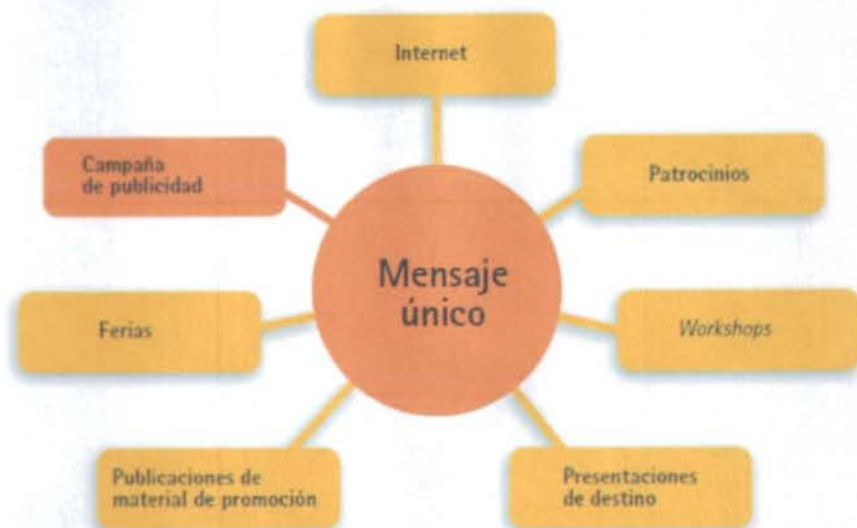 Internet
Campaña
de publicidad
Patrocinios
Mensaje
único
Ferias
Workshops
Publicaciones de
material de promoción
Presentaciones
de destino